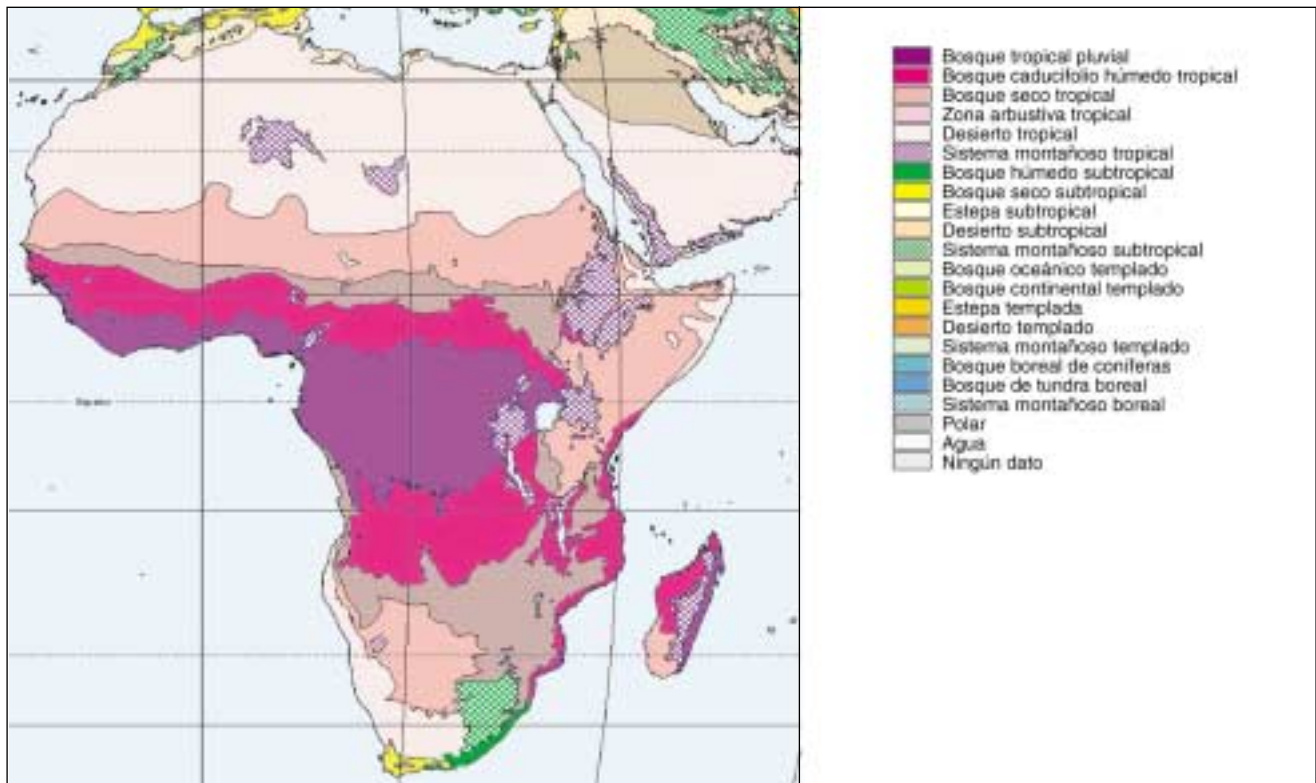 Bosque tropical pluvial
Bosque caducifolio húmedo tropical
Bosque seco tropical
Zona arbustiva tropical
Desierto tropical
Sistema montañoso tropical
Bosque húmedo subtropical
Bosque seco subtropical
Estepa subtropical
Desierto subtropical
Sistema montañoso subtropical
Bosque oceánico templado
Bosque continental templado
Estepa templada
Desierto templado
Sistema montañoso templado
Bosque boreal de coníferas
Bosque de tundra boreal
Sistema montañoso boreal
Polar
Agua
Ningún dato